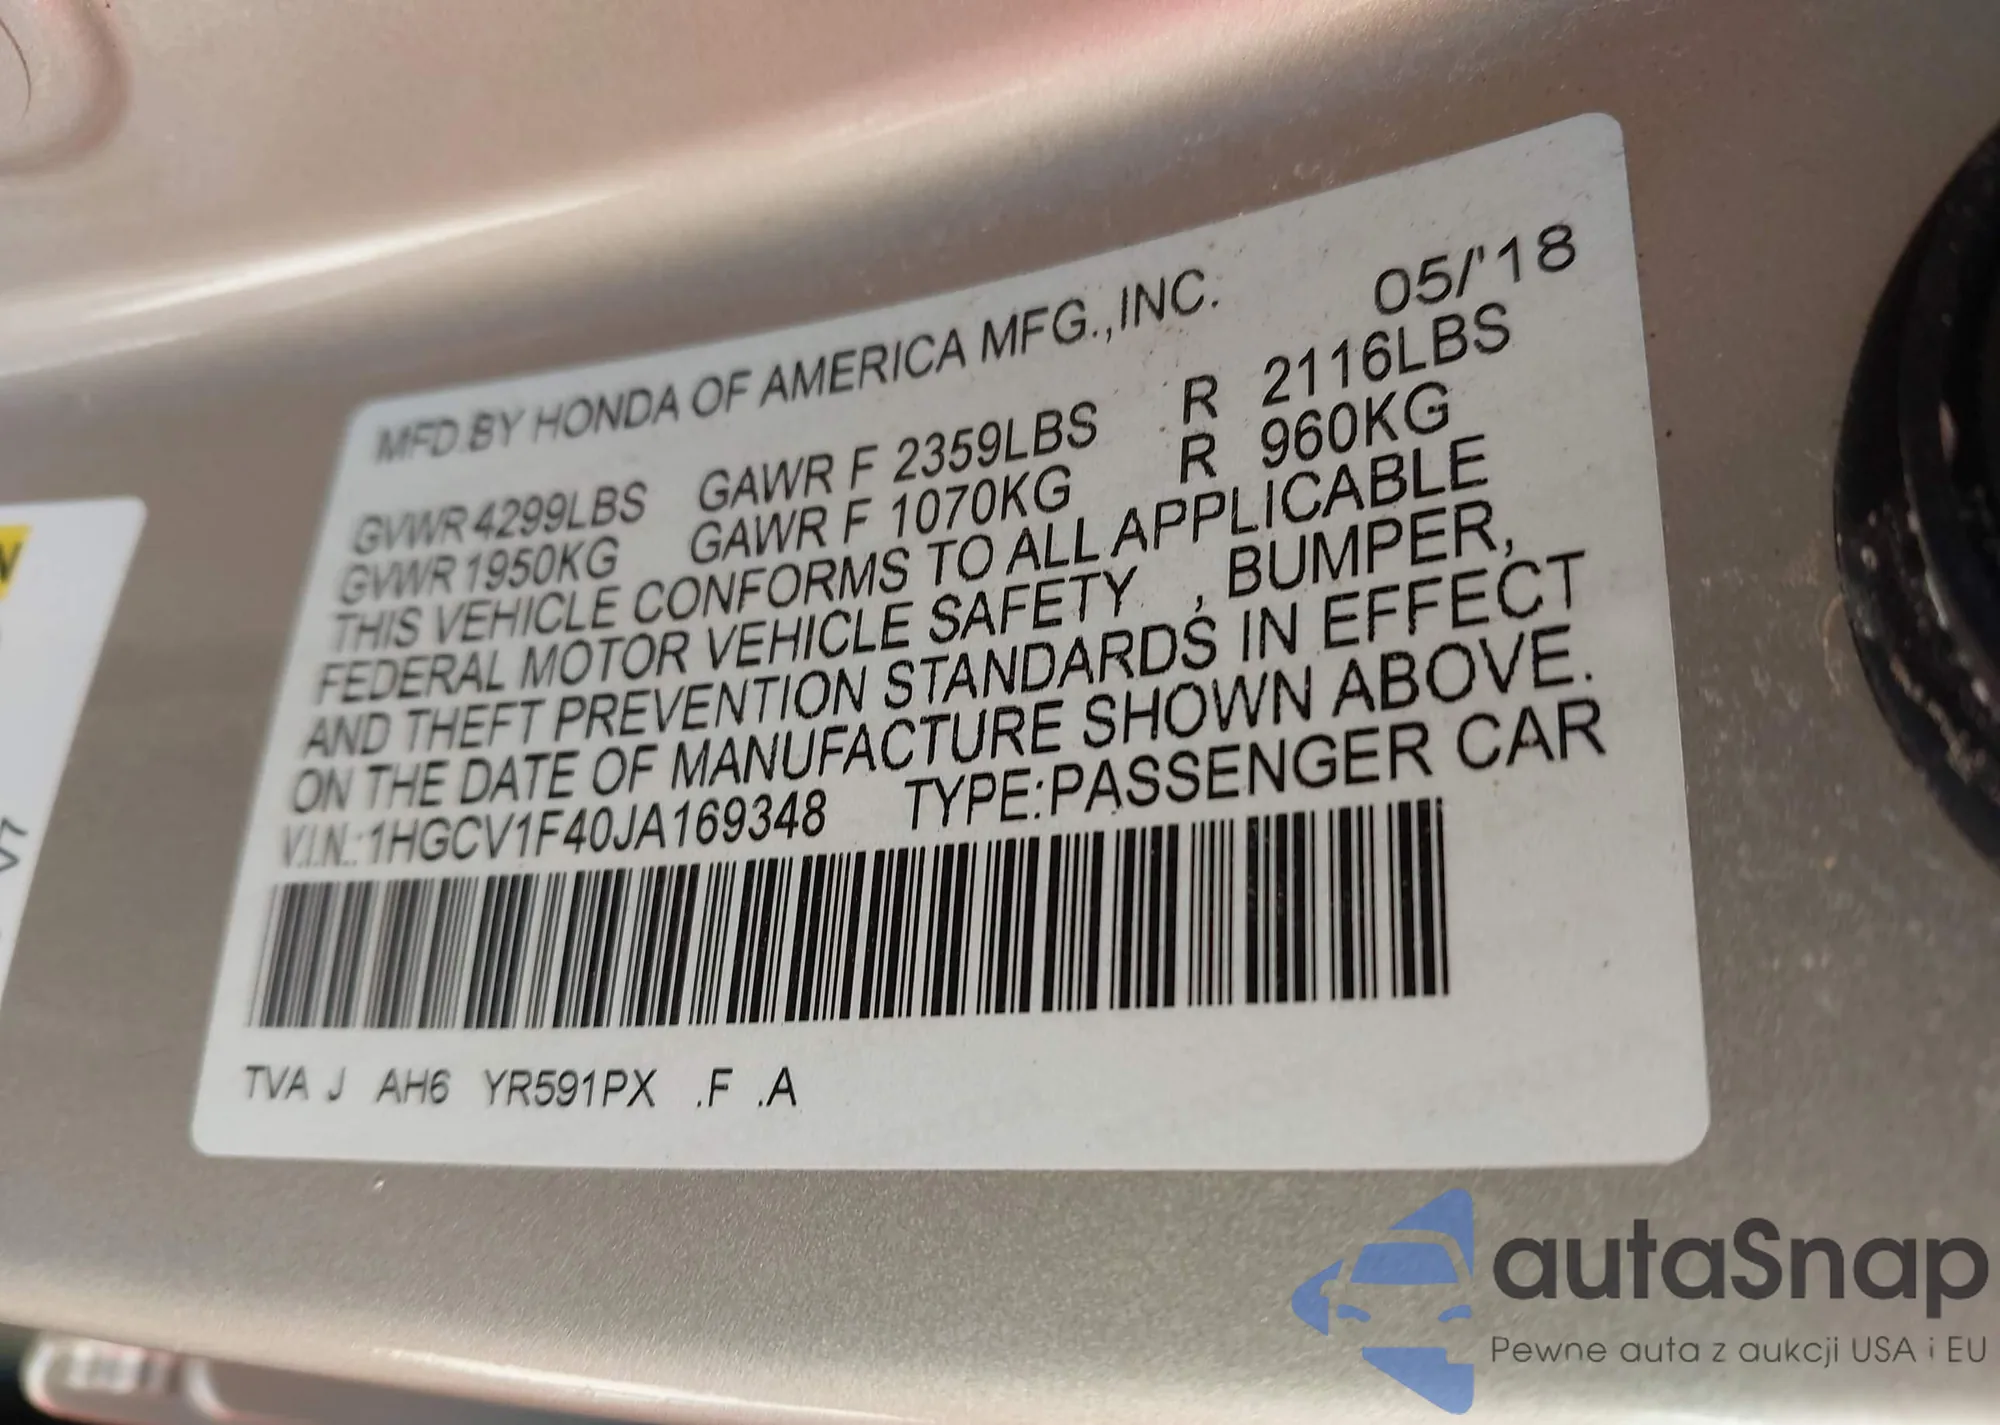 MFD.BY HONDA OF AMERICA MFG.,INC. 05/'18
GVWR 4299LBS GAWR F 2359LBS R 2116LBS
GVWR 1950KG GAWR F 1070KG R 960KG
THIS VEHICLE CONFORMS TO ALL APPLICABLE
FEDERAL MOTOR VEHICLE SAFETY , BUMPER,
AND THEFT PREVENTION STANDARDS IN EFFECT
ON THE DATE OF MANUFACTURE SHOWN ABOVE.
V.I.N.: 1HGCV1F40JA169348 TYPE:PASSENGER CAR
TVA J AH6 YR591PX .F .A
autaSnap
Pewne auta z aukcji USA i EU